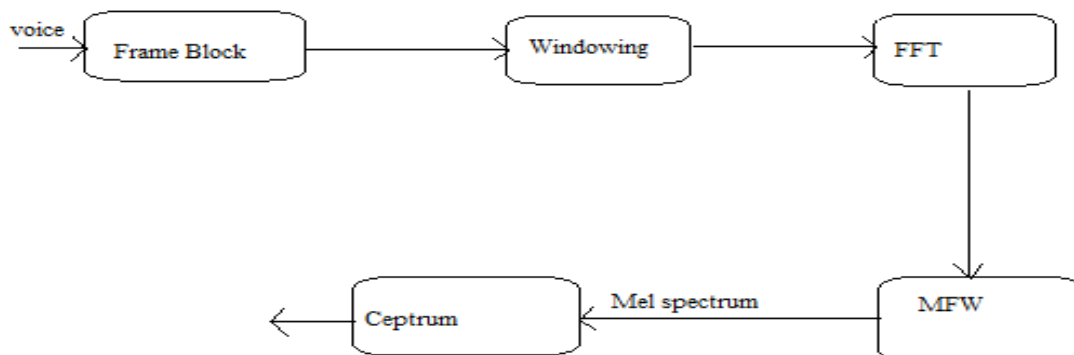 voice
Frame Block
Windowing
FFT
MFW
Mel spectrum
Ceptrum